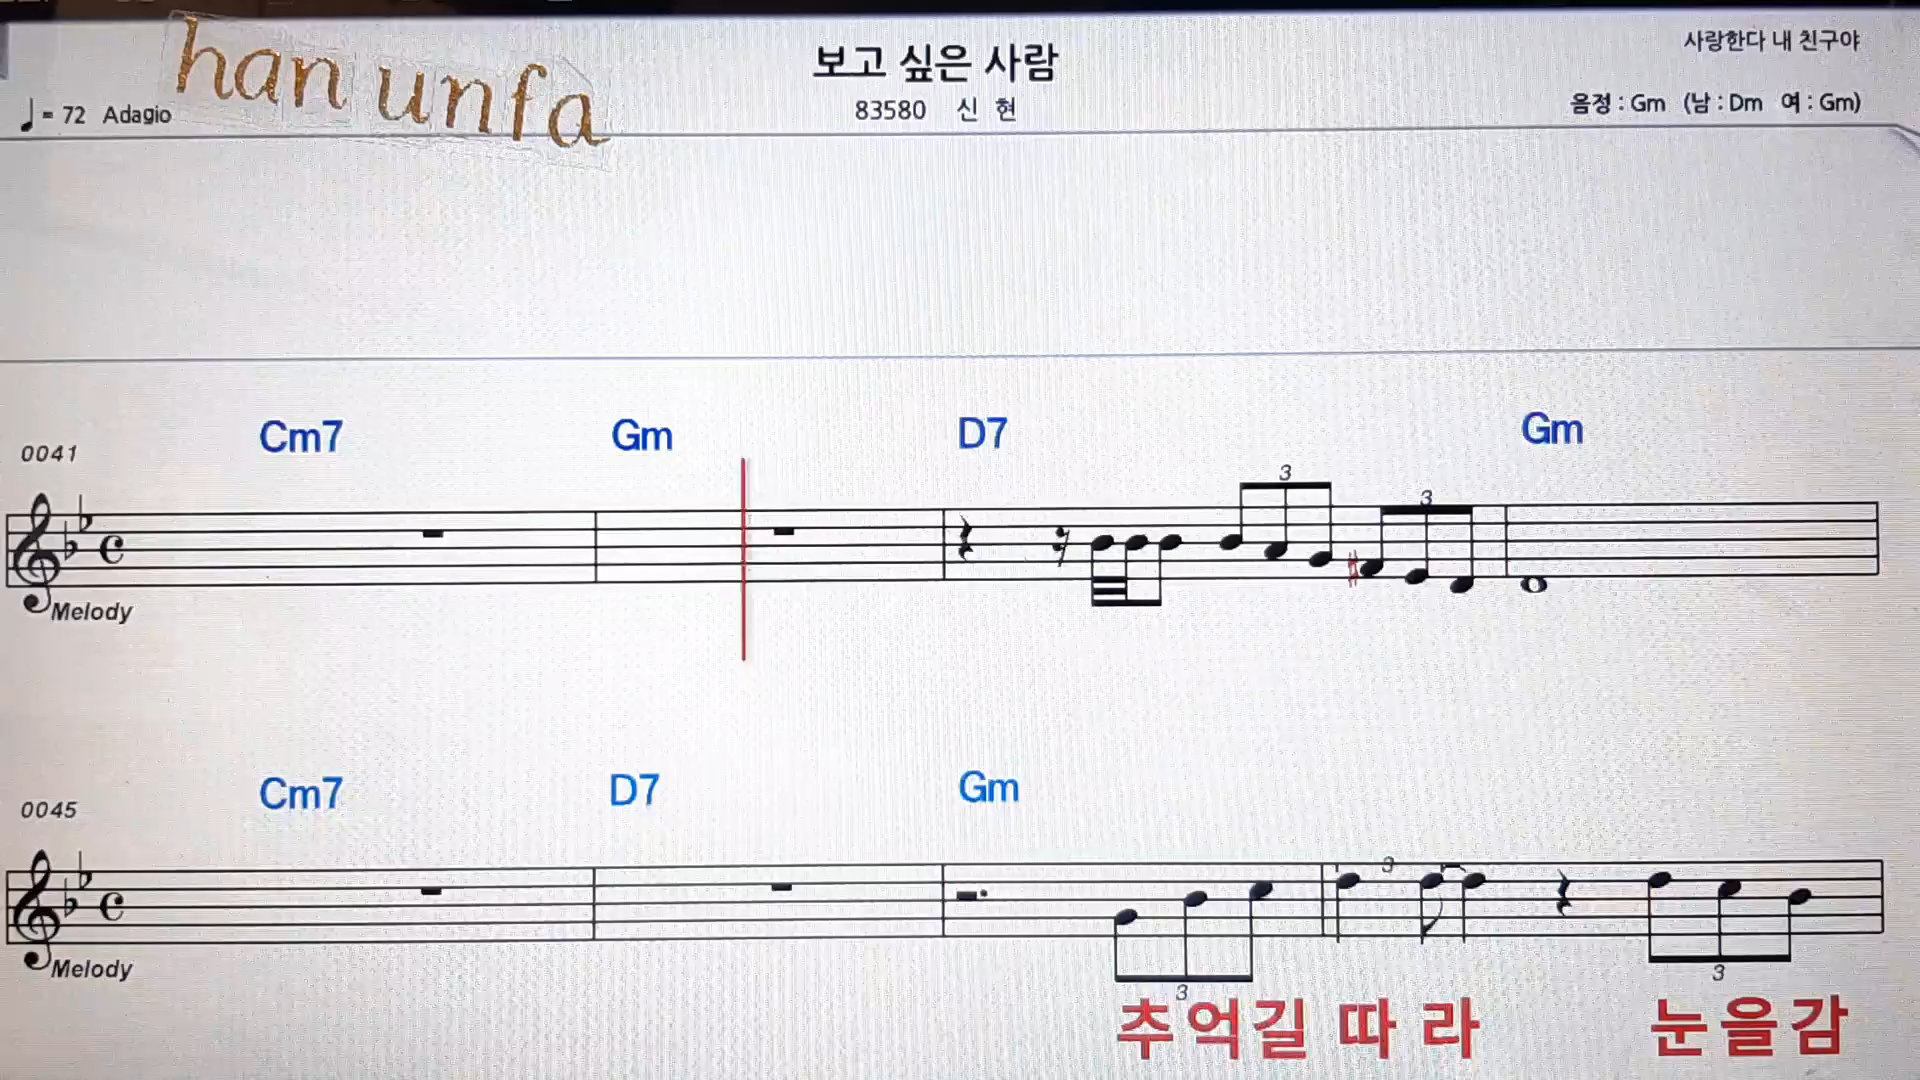 han unfa
보고 싶은 사람
사랑한다 내 친구야
♩= 72 Adagio
83580 신 현
음정 : Gm (남 : Dm 여 : Gm)
Cm7 Gm D7 Gm
0041
3 3
Melody
Cm7 D7 Gm
0045
3
Melody
3 3
추억길 따 라 눈을감